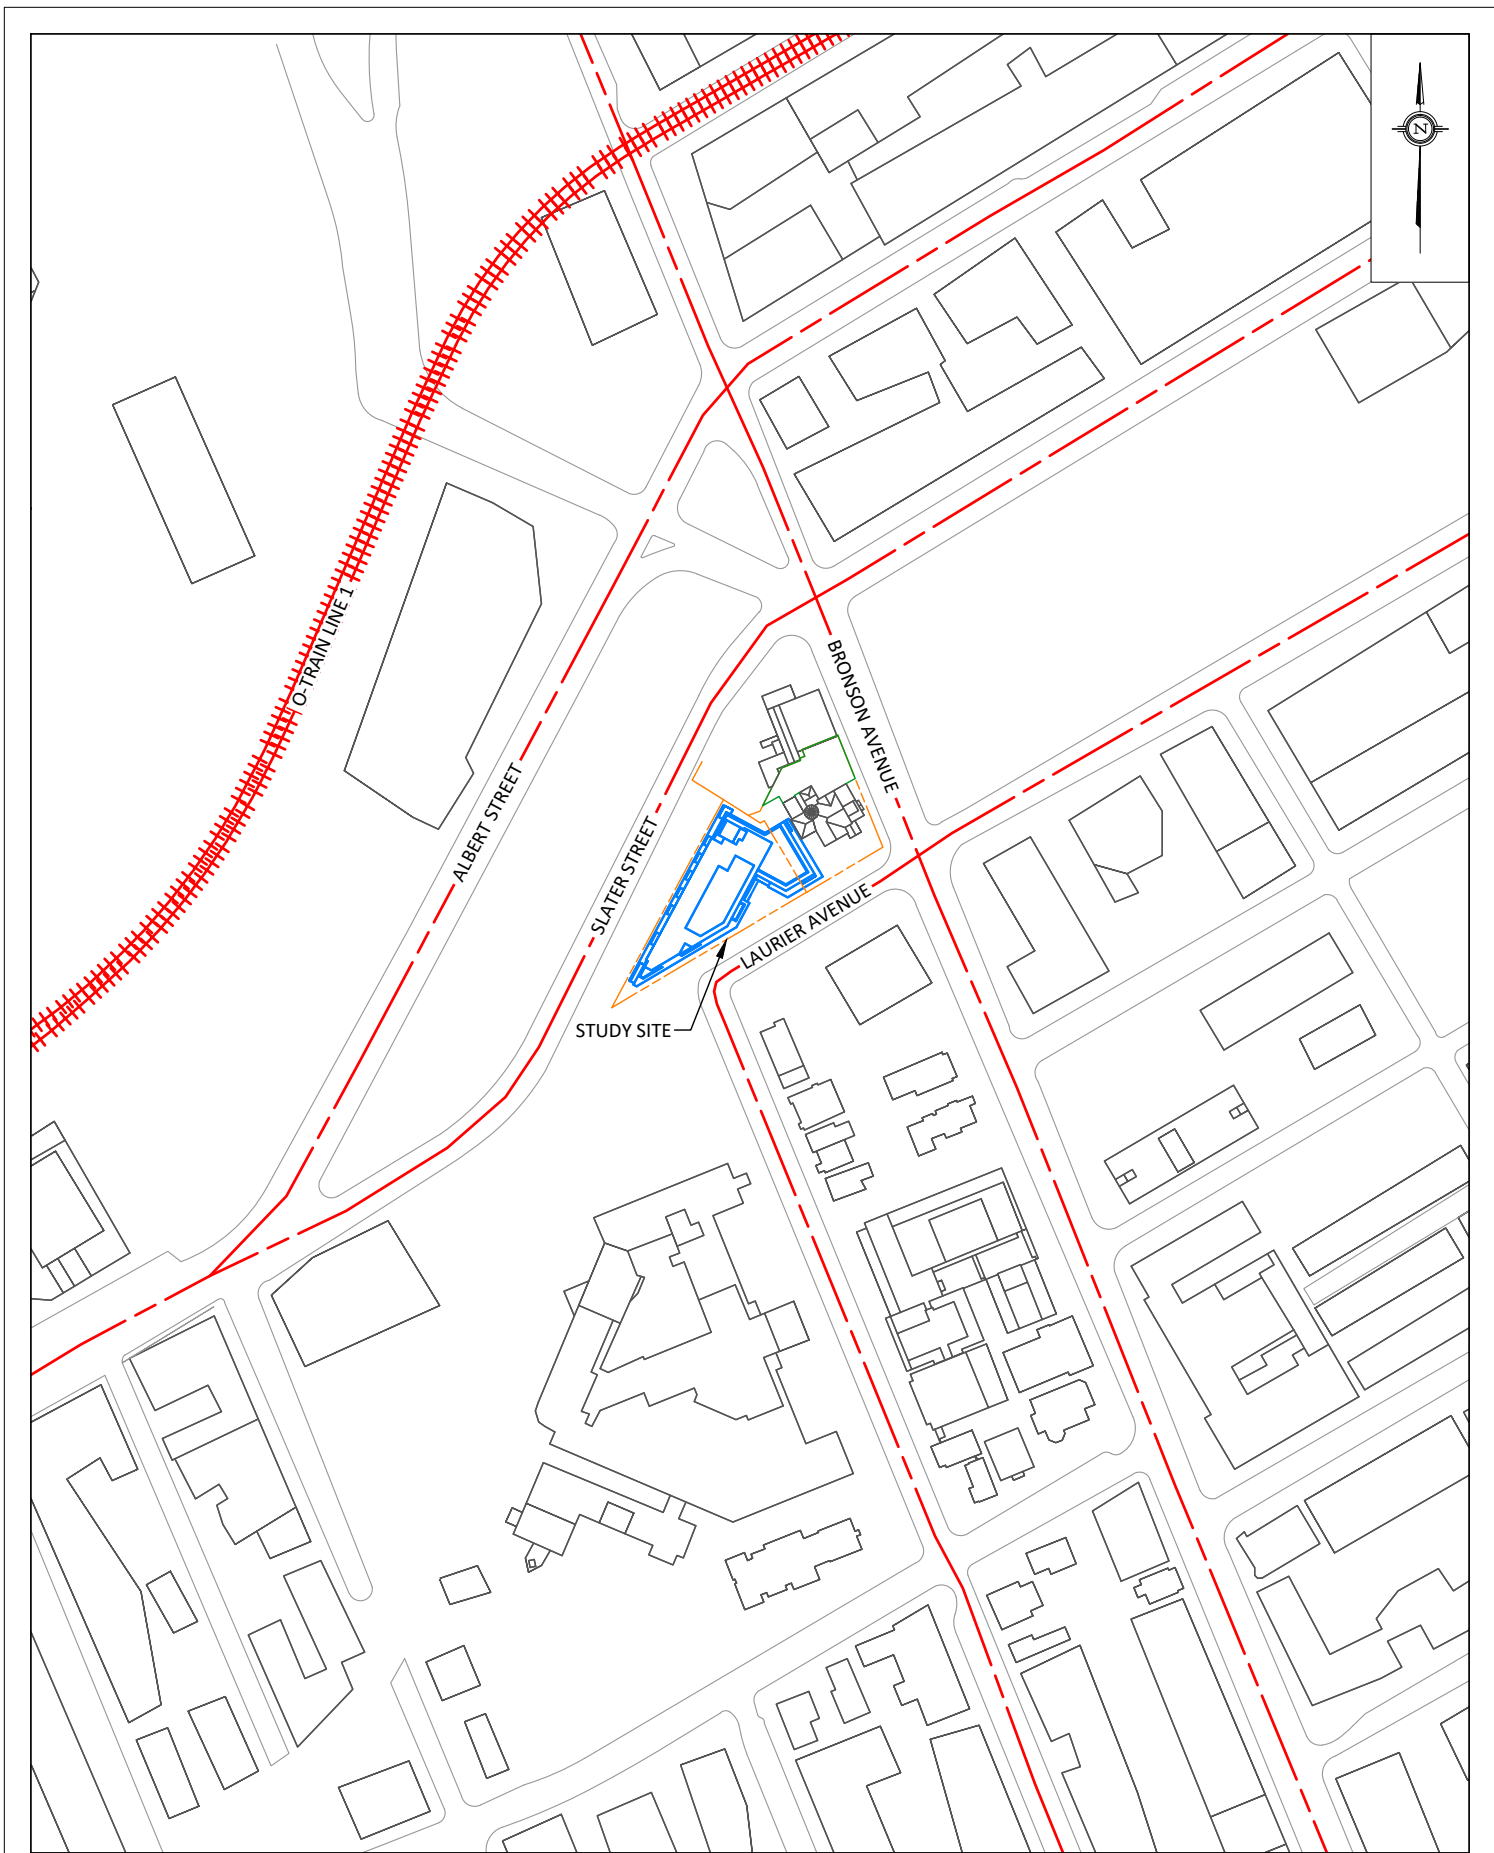 N
O-TRAIN LINE 1
BRONSON AVENUE
ALBERT STREET
SLATER STREET
LAURIER AVENUE
STUDY SITE